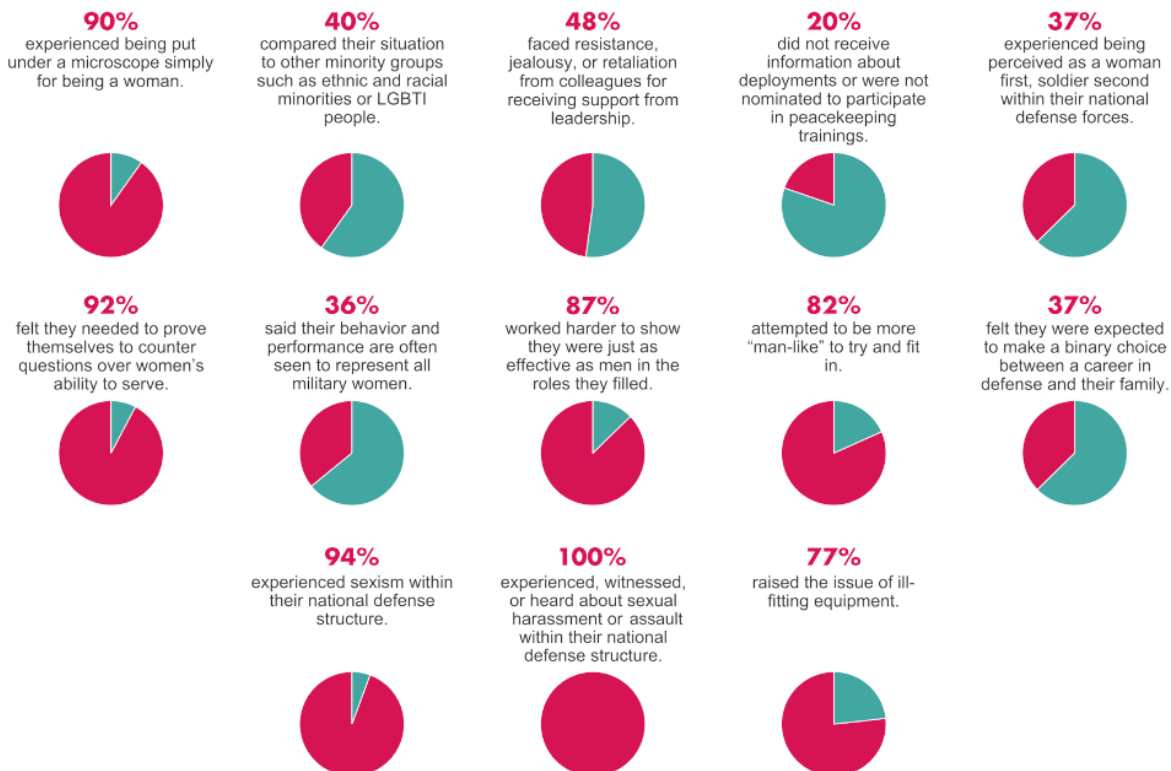 90%
experienced being put
under a microscope simply
for being a woman.
40%
compared their situation
to other minority groups
such as ethnic and racial
minorities or LGBTI
people.
48%
faced resistance,
jealousy, or retaliation
from colleagues for
receiving support from
leadership.
20%
did not receive
information about
deployments or were not
nominated to participate
in peacekeeping
trainings.
37%
experienced being
perceived as a woman
first, soldier second
within their national
defense forces.
92%
felt they needed to prove
themselves to counter
questions over women’s
ability to serve.
36%
said their behavior and
performance are often
seen to represent all
military women.
87%
worked harder to show
they were just as
effective as men in the
roles they filled.
82%
attempted to be more
“man-like” to try and fit
in.
37%
felt they were expected
to make a binary choice
between a career in
defense and their family.
94%
experienced sexism within
their national defense
structure.
100%
experienced, witnessed,
or heard about sexual
harassment or assault
within their national
defense structure.
77%
raised the issue of ill-
fitting equipment.